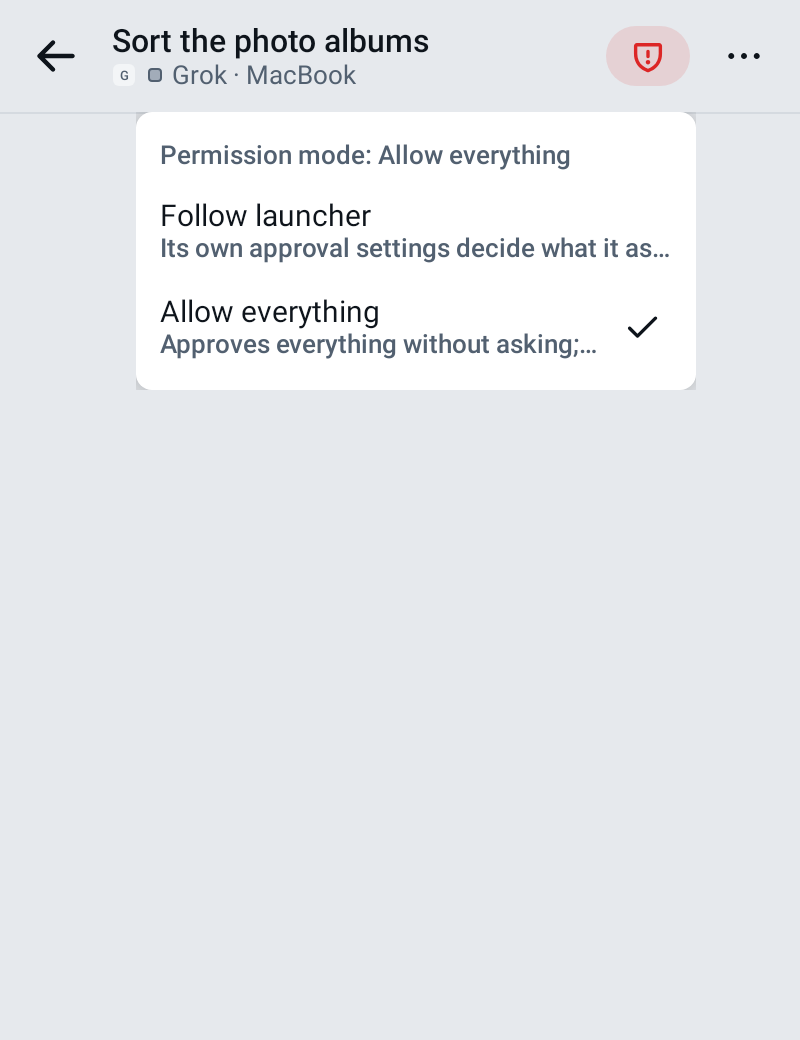 Sort the photo albums
G Grok · MacBook
Permission mode: Allow everything
Follow launcher
Its own approval settings decide what it as…
Allow everything
Approves everything without asking;…